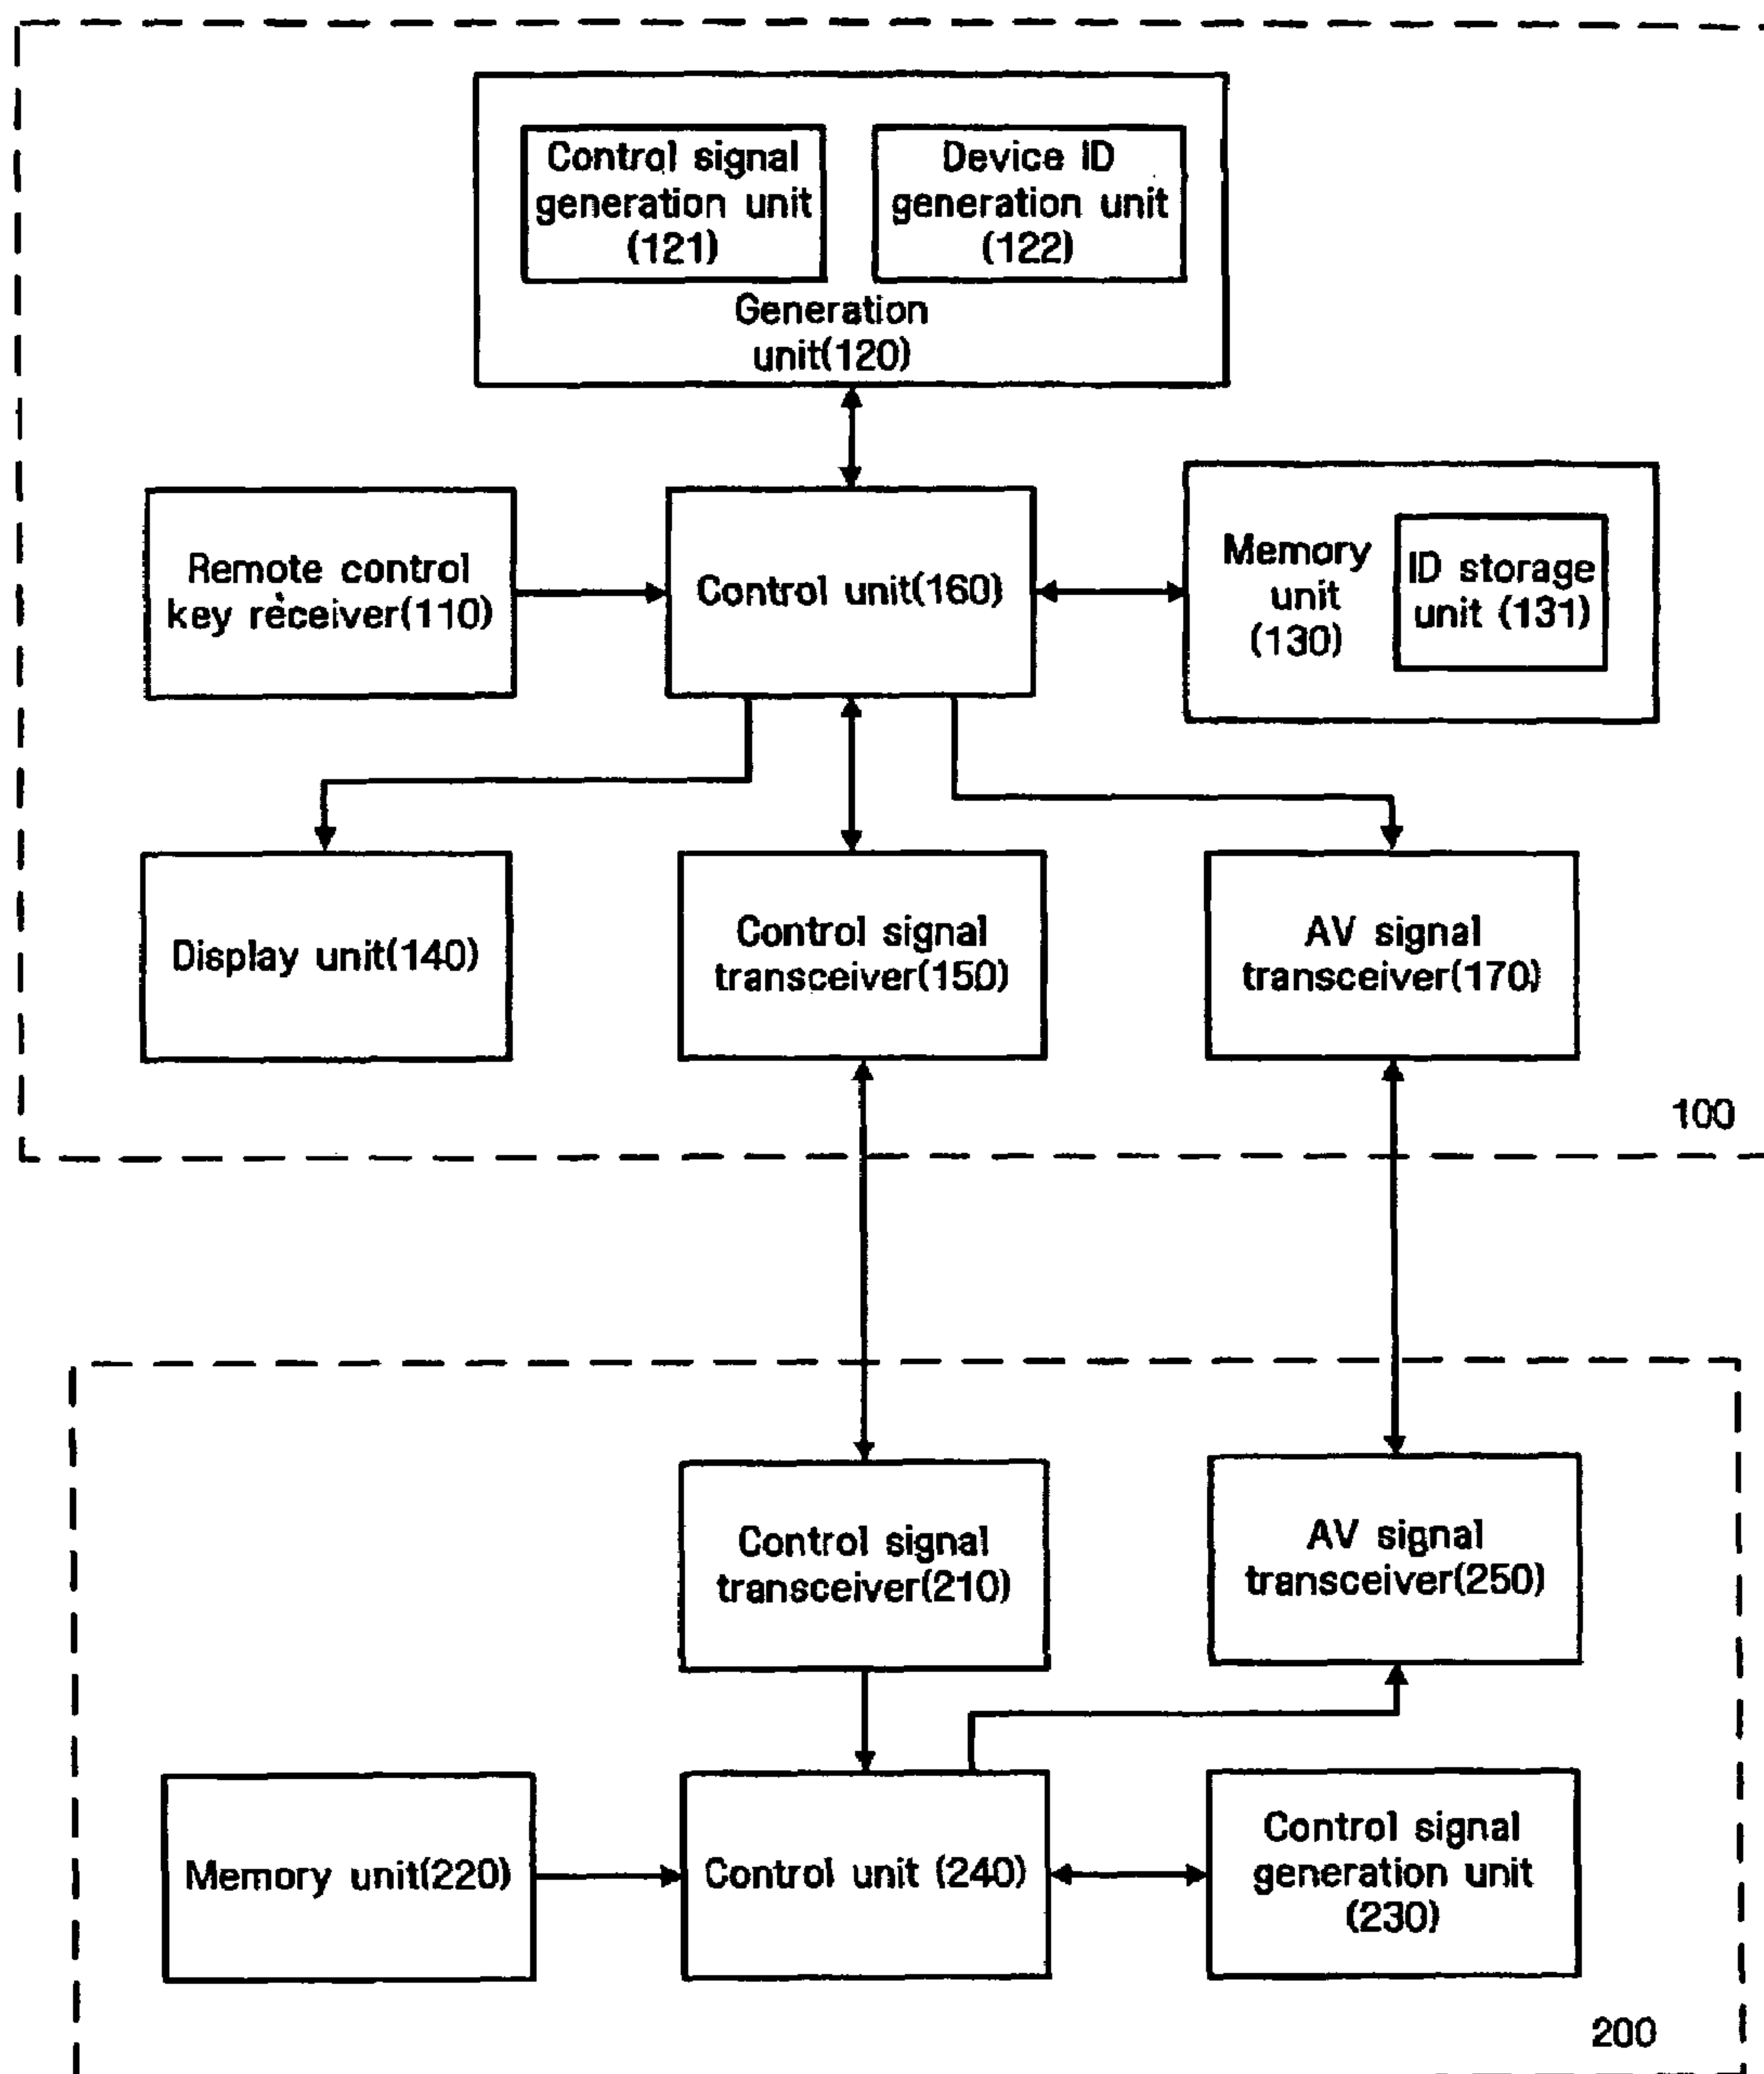 Control signal
generation unit
(121)
Device ID
generation unit
(122)
Generation
unit(120)
Remote control
key receiver(110)
Control unit(160)
Memory
unit
(130)
ID storage
unit (131)
Display unit(140)
Control signal
transceiver(150)
AV signal
transceiver(170)
100
Control signal
transceiver(210)
AV signal
transceiver(250)
Memory unit(220)
Control unit (240)
Control signal
generation unit
(230)
200